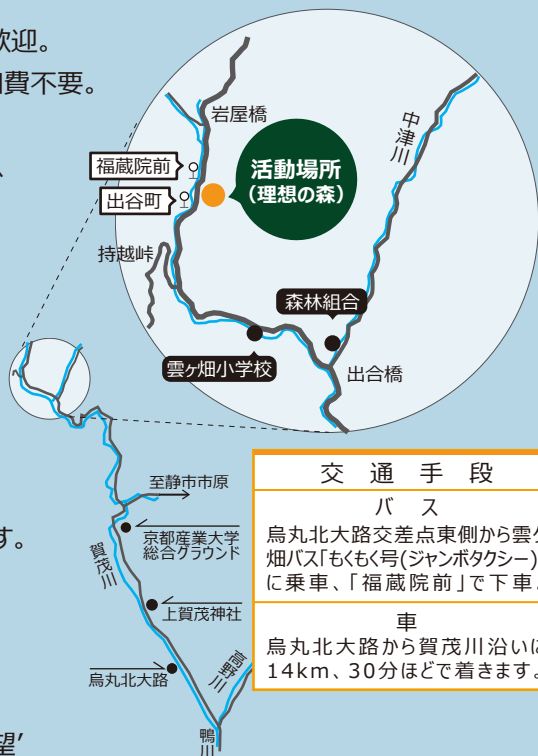 歓迎。
費不要。
岩屋橋
中津川
福蔵院前
活動場所
(理想の森)
出谷町
持越峠
森林組合
雲ヶ畑小学校
出合橋
至静市市原
す。
京都産業大学
総合グラウンド
賀茂川
上賀茂神社
烏丸北大路
高野川
鴨川
望'
交通手段
バス
烏丸北大路交差点東側から雲ケ
畑バス「もくもく号(ジャンボタクシー)
に乗車、「福蔵院前」で下車。
車
烏丸北大路から賀茂川沿いに
14km、30分ほどで着きます。